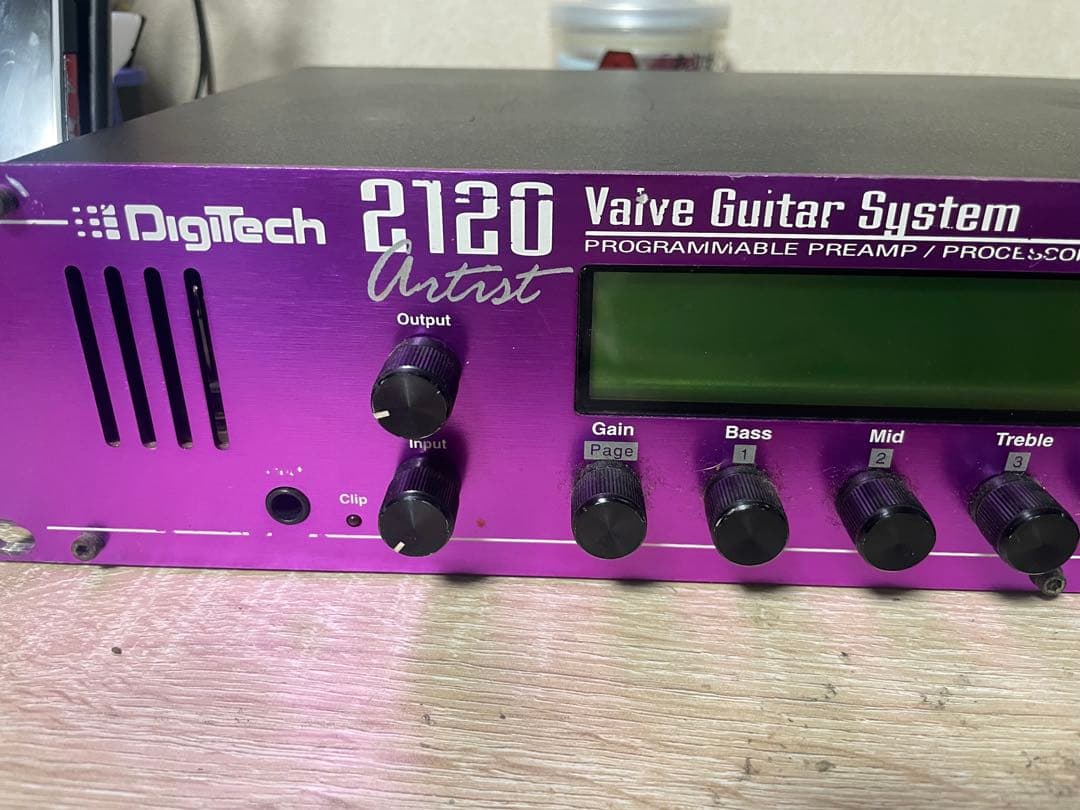 DigiTech
2120
Artist
Valve Guitar System
PROGRAMMABLE PREAMP / PROCESSOR
Output
Input
Clip
Gain
Page
Bass
1
Mid
2
Treble
3